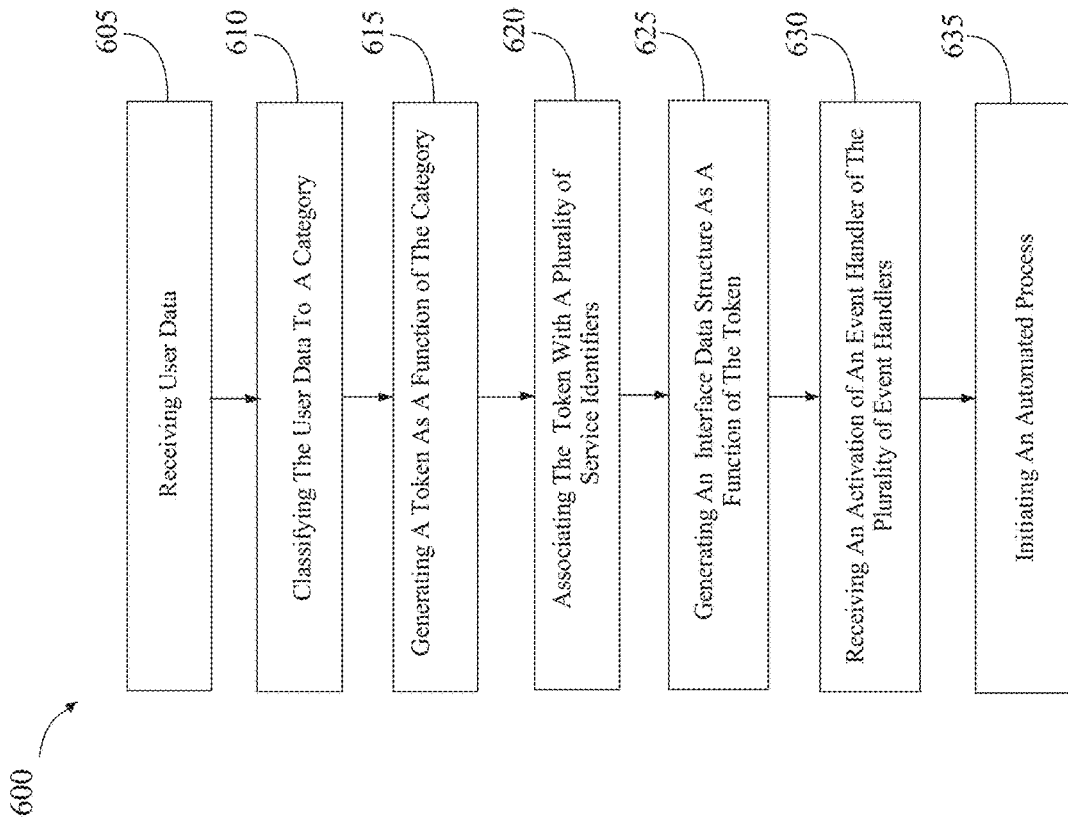 600
Receiving User Data
605
Classifying The User Data To A Category
610
Generating A Token As A Function of The Category
615
Associating The Token With A Plurality of
Service Identifiers
620
Generating An Interface Data Structure As A
Function of The Token
625
Receiving An Activation of An Event Handler of The
Plurality of Event Handlers
630
Initiating An Automated Process
635